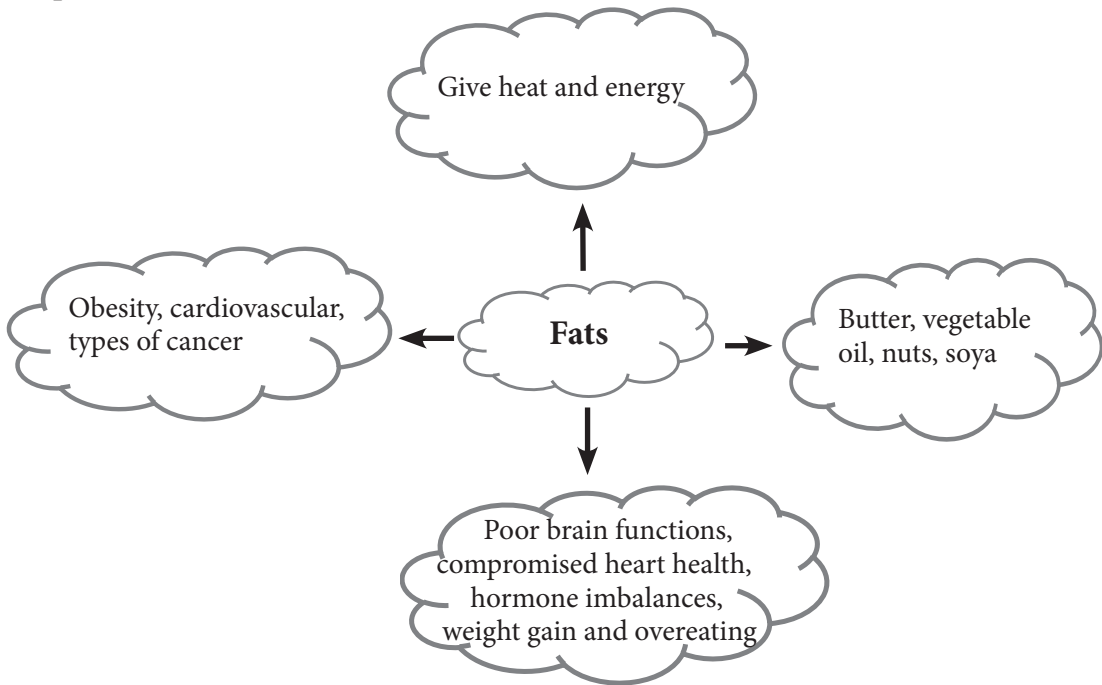 Give heat and energy
Obesity, cardiovascular,
types of cancer
Fats
Butter, vegetable
oil, nuts, soya
Poor brain functions,
compromised heart health,
hormone imbalances,
weight gain and overeating